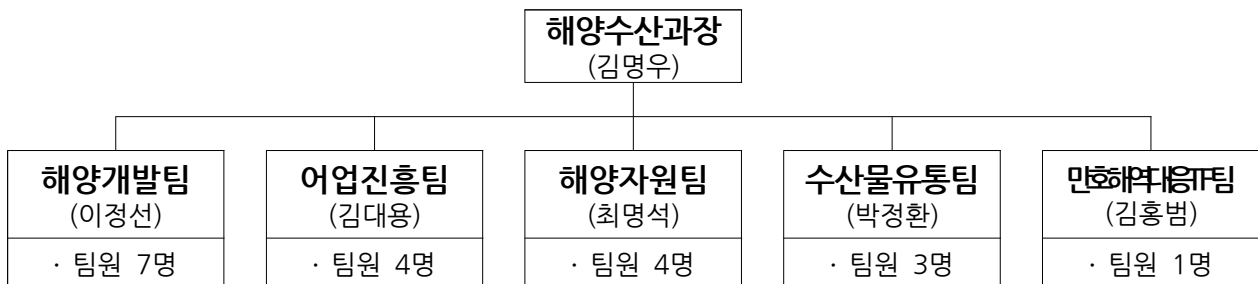 해양수산과장
(김명우)
해양개발팀
(이정선)
· 팀원 7명
어업진흥팀
(김대용)
· 팀원 4명
해양자원팀
(최명석)
· 팀원 4명
수산물유통팀
(박정환)
· 팀원 3명
만호해역대응TF팀
(김홍범)
· 팀원 1명